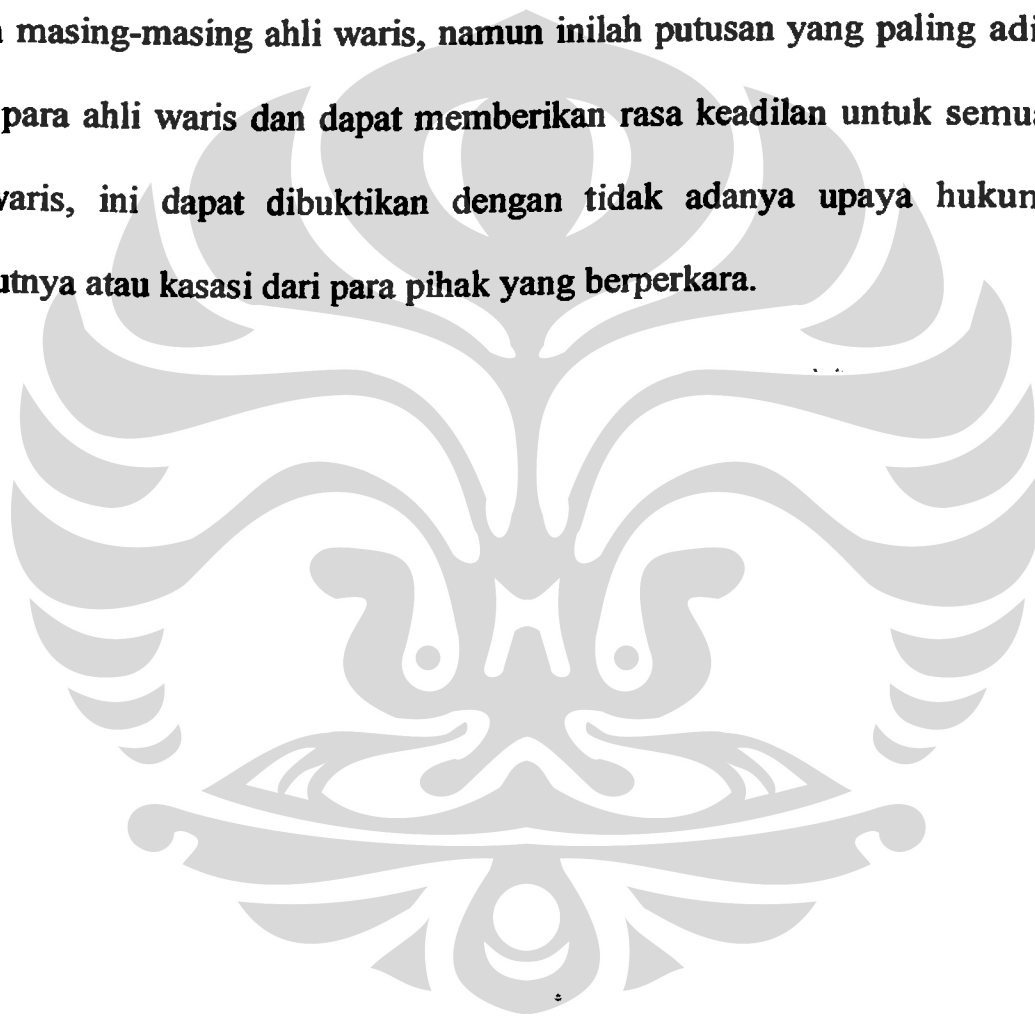 masing-masing ahli waris, namun inilah putusan yang paling adi
para ahli waris dan dapat memberikan rasa keadilan untuk semua
waris, ini dapat dibuktikan dengan tidak adanya upaya hukum
utnya atau kasasi dari para pihak yang berperkara.